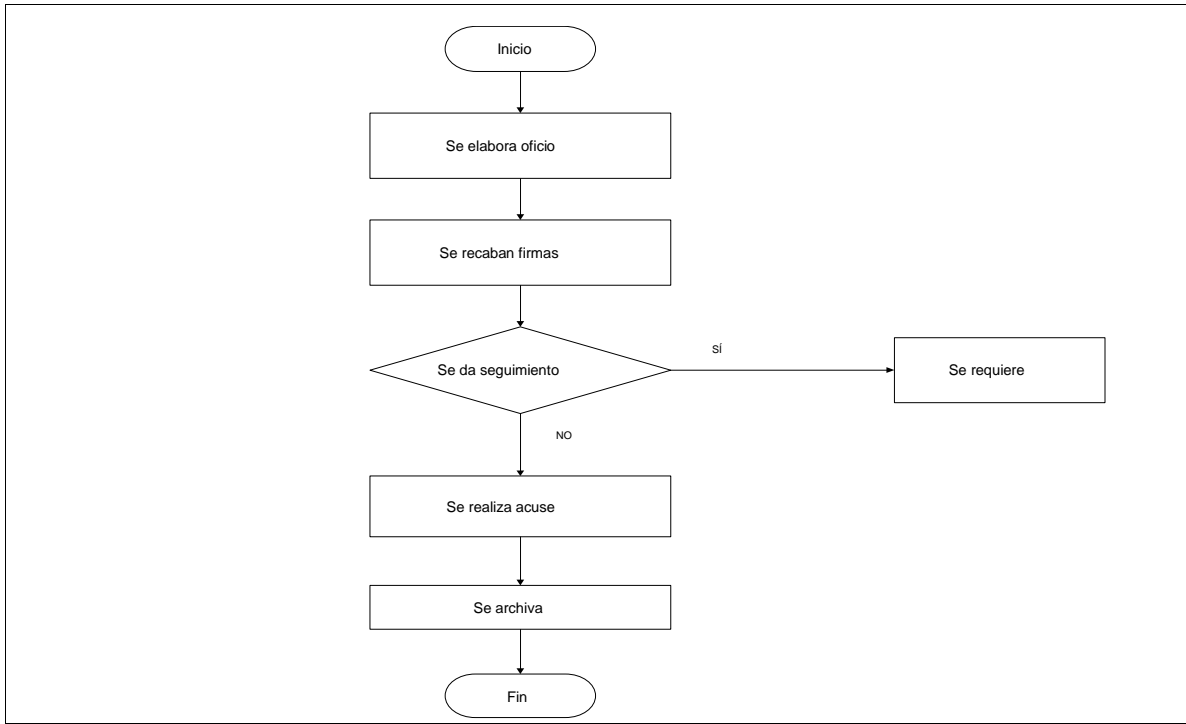 Inicio
Se elabora oficio
Se recaban firmas
Se da seguimiento
SÍ
Se requiere
NO
Se realiza acuse
Se archiva
Fin